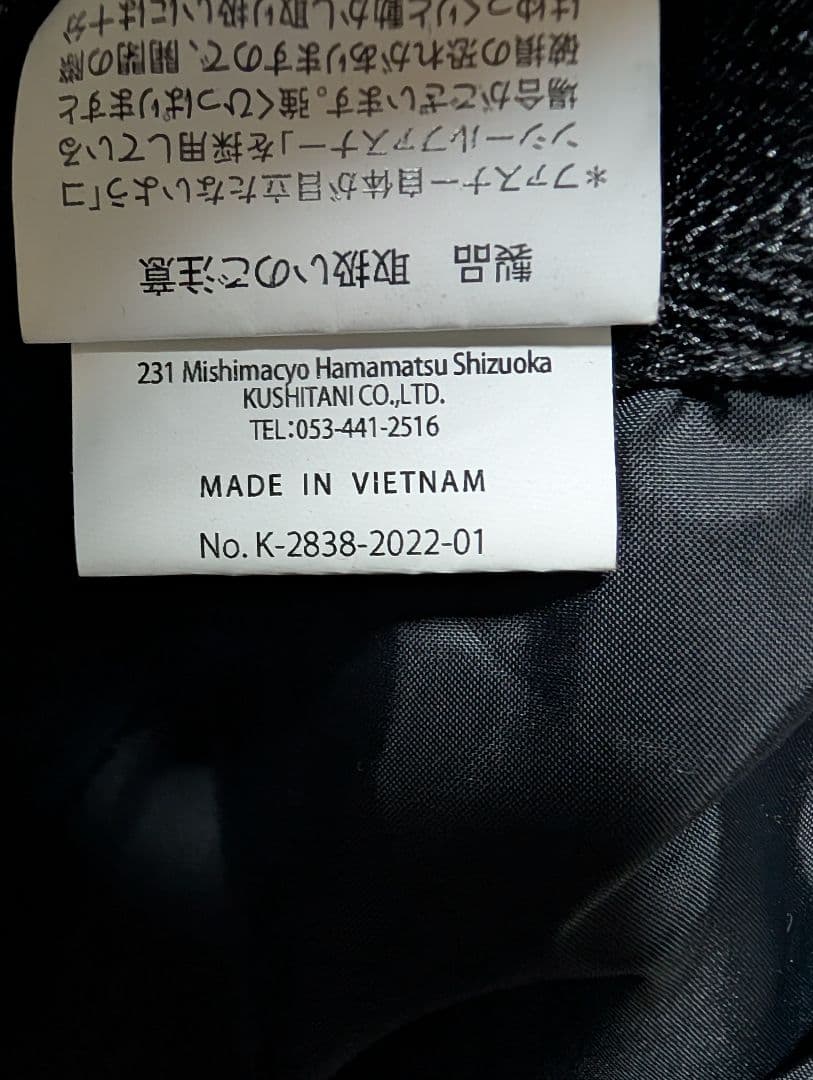 製品 取扱いのご注意
*ファスナー自体が目立たないよう「コ
ンシールファスナー」を採用している
場合がございます。強くひっぱりますと
破損の恐れがありますので、開閉の際
はゆっくりと動かし取り扱いには十分
231 Mishimacyo Hamamatsu Shizuoka
KUSHITANI CO.,LTD.
TEL:053-441-2516
MADE IN VIETNAM
No. K-2838-2022-01